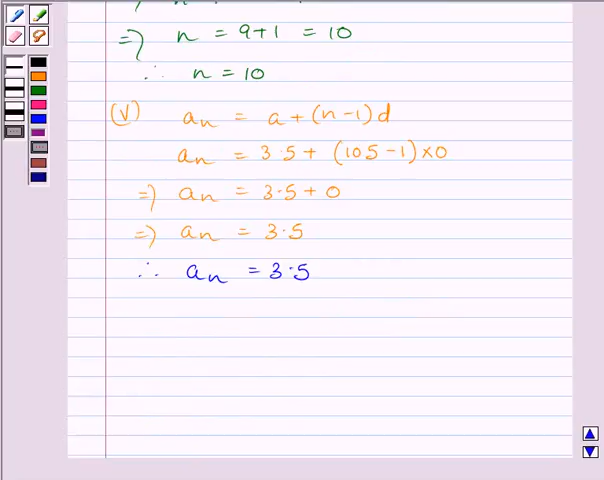 =) n = 9+1 = 10
∴ n = 10
(V) an = a + (n-1)d
an = 3.5 + (105-1)×0
=) an = 3.5 + 0
=) an = 3.5
∴ an = 3.5